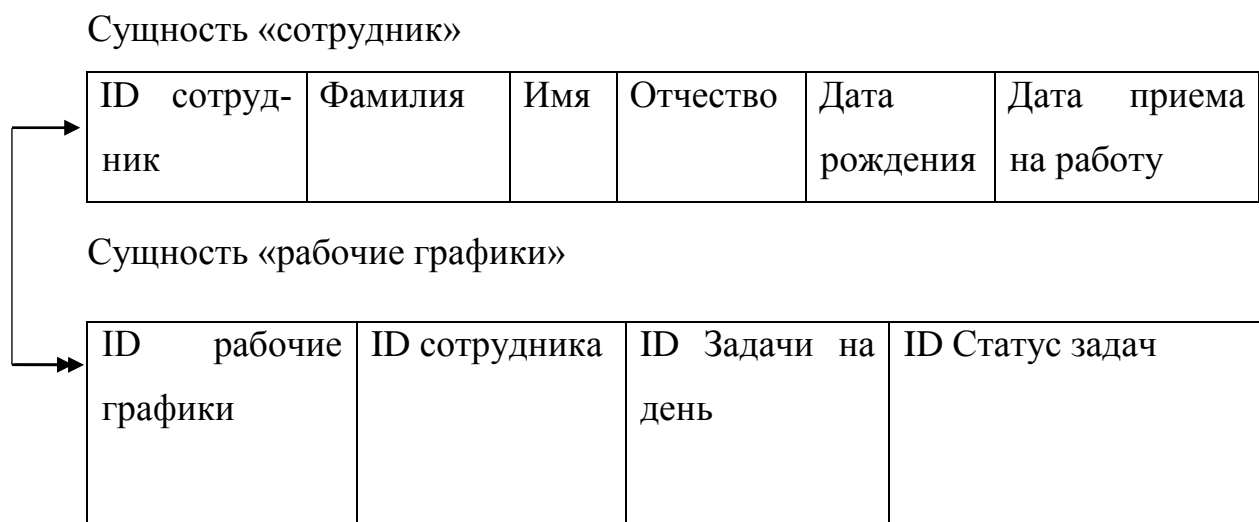 Сущность «сотрудник»
ID сотруд- Фамилия Имя Отчество Дата Дата приема
ник рождения на работу
Сущность «рабочие графики»
ID рабочие ID сотрудника ID Задачи на ID Статус задач
графики день